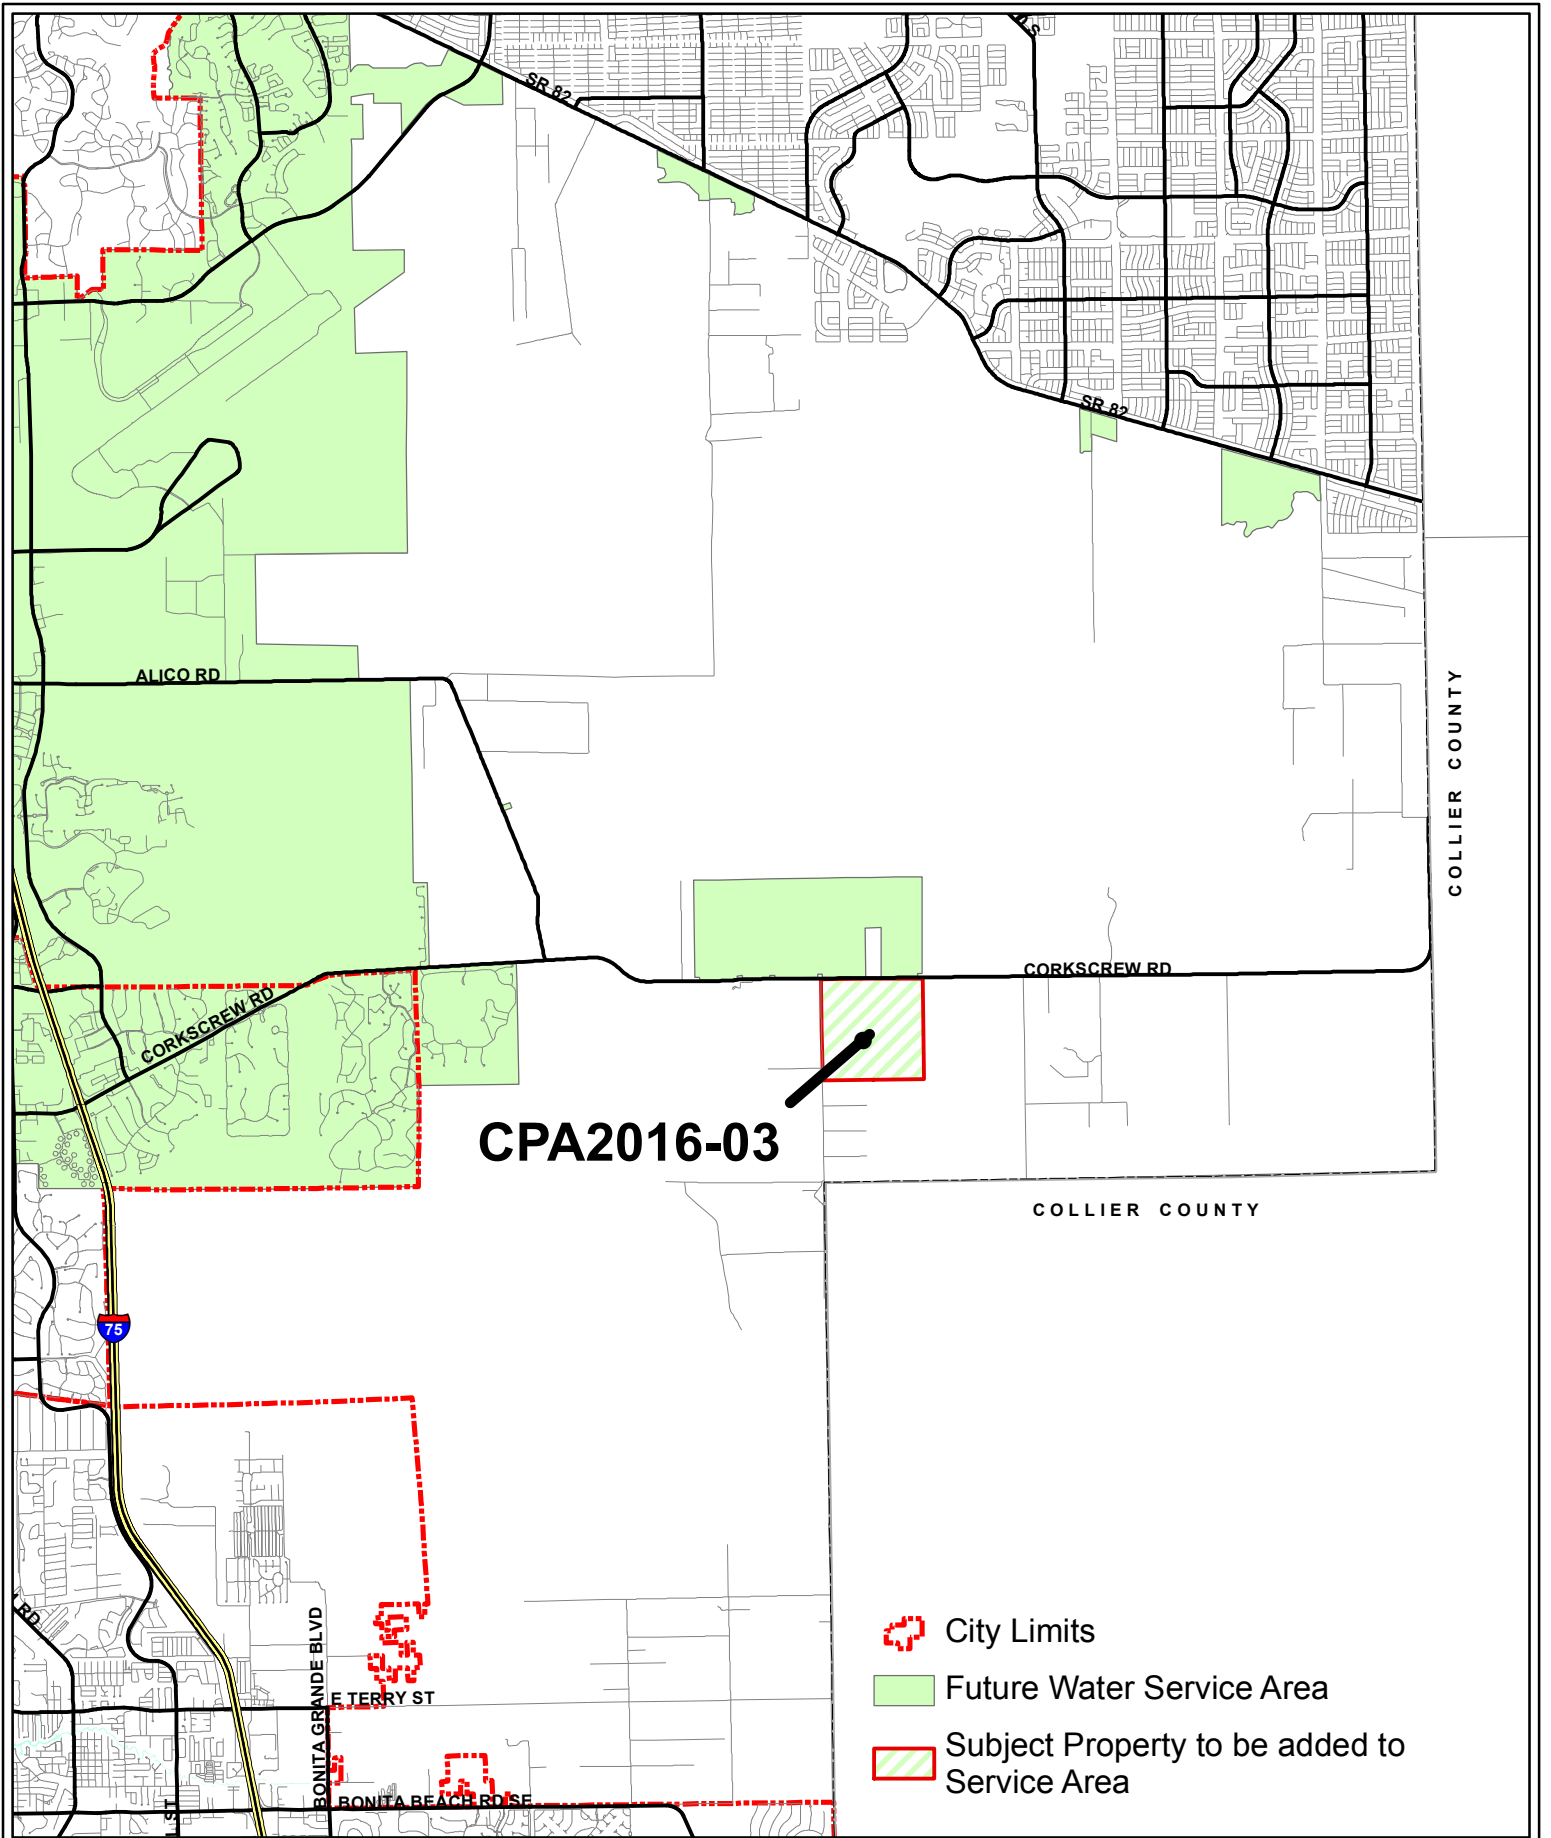 SR 82
SR 82
ALICO RD
COLLIER COUNTY
CORKSCREW RD
CORKSCREW RD
CPA2016-03
COLLIER COUNTY
75
RD
BONITA GRANDE BLVD
E TERRY ST
BONITA BEACH RD SE
ST
City Limits
Future Water Service Area
Subject Property to be added to
Service Area